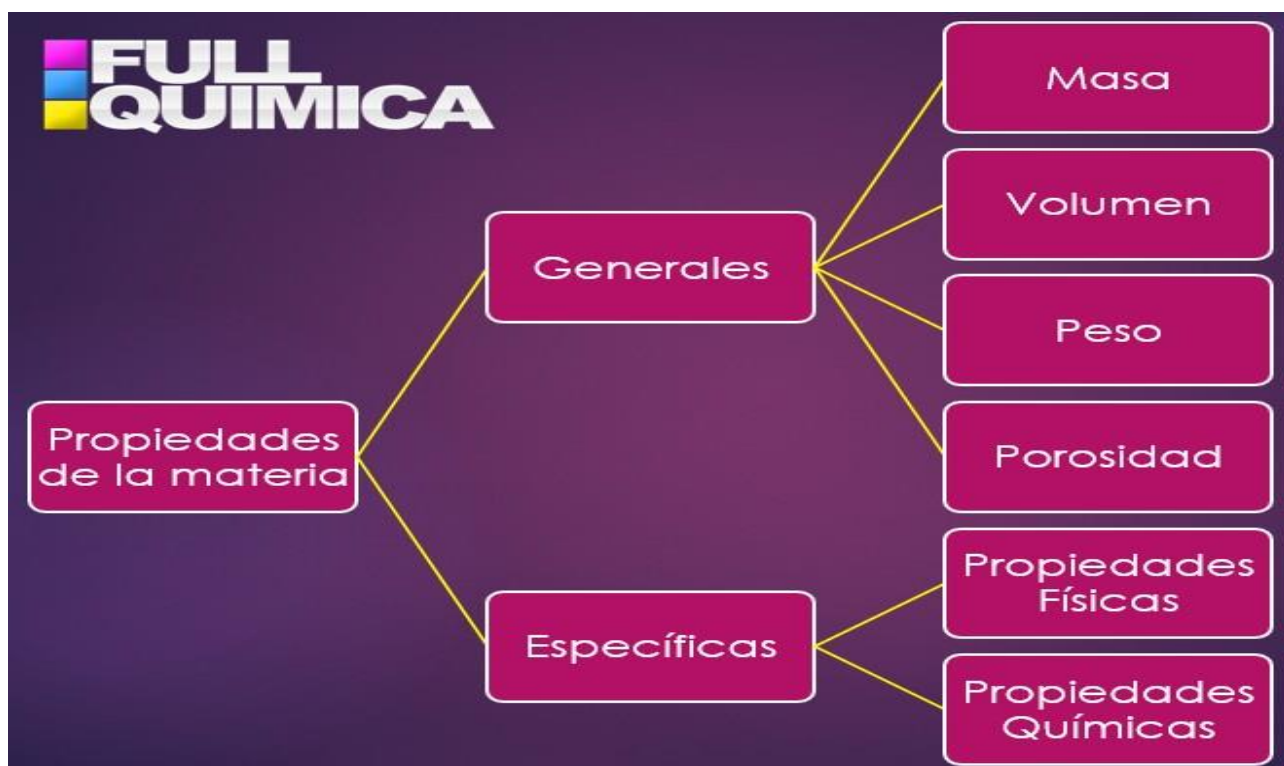 FULL
QUIMICA
Masa
Volumen
Generales
Peso
Propiedades
de la materia
Porosidad
Propiedades
Físicas
Específicas
Propiedades
Químicas